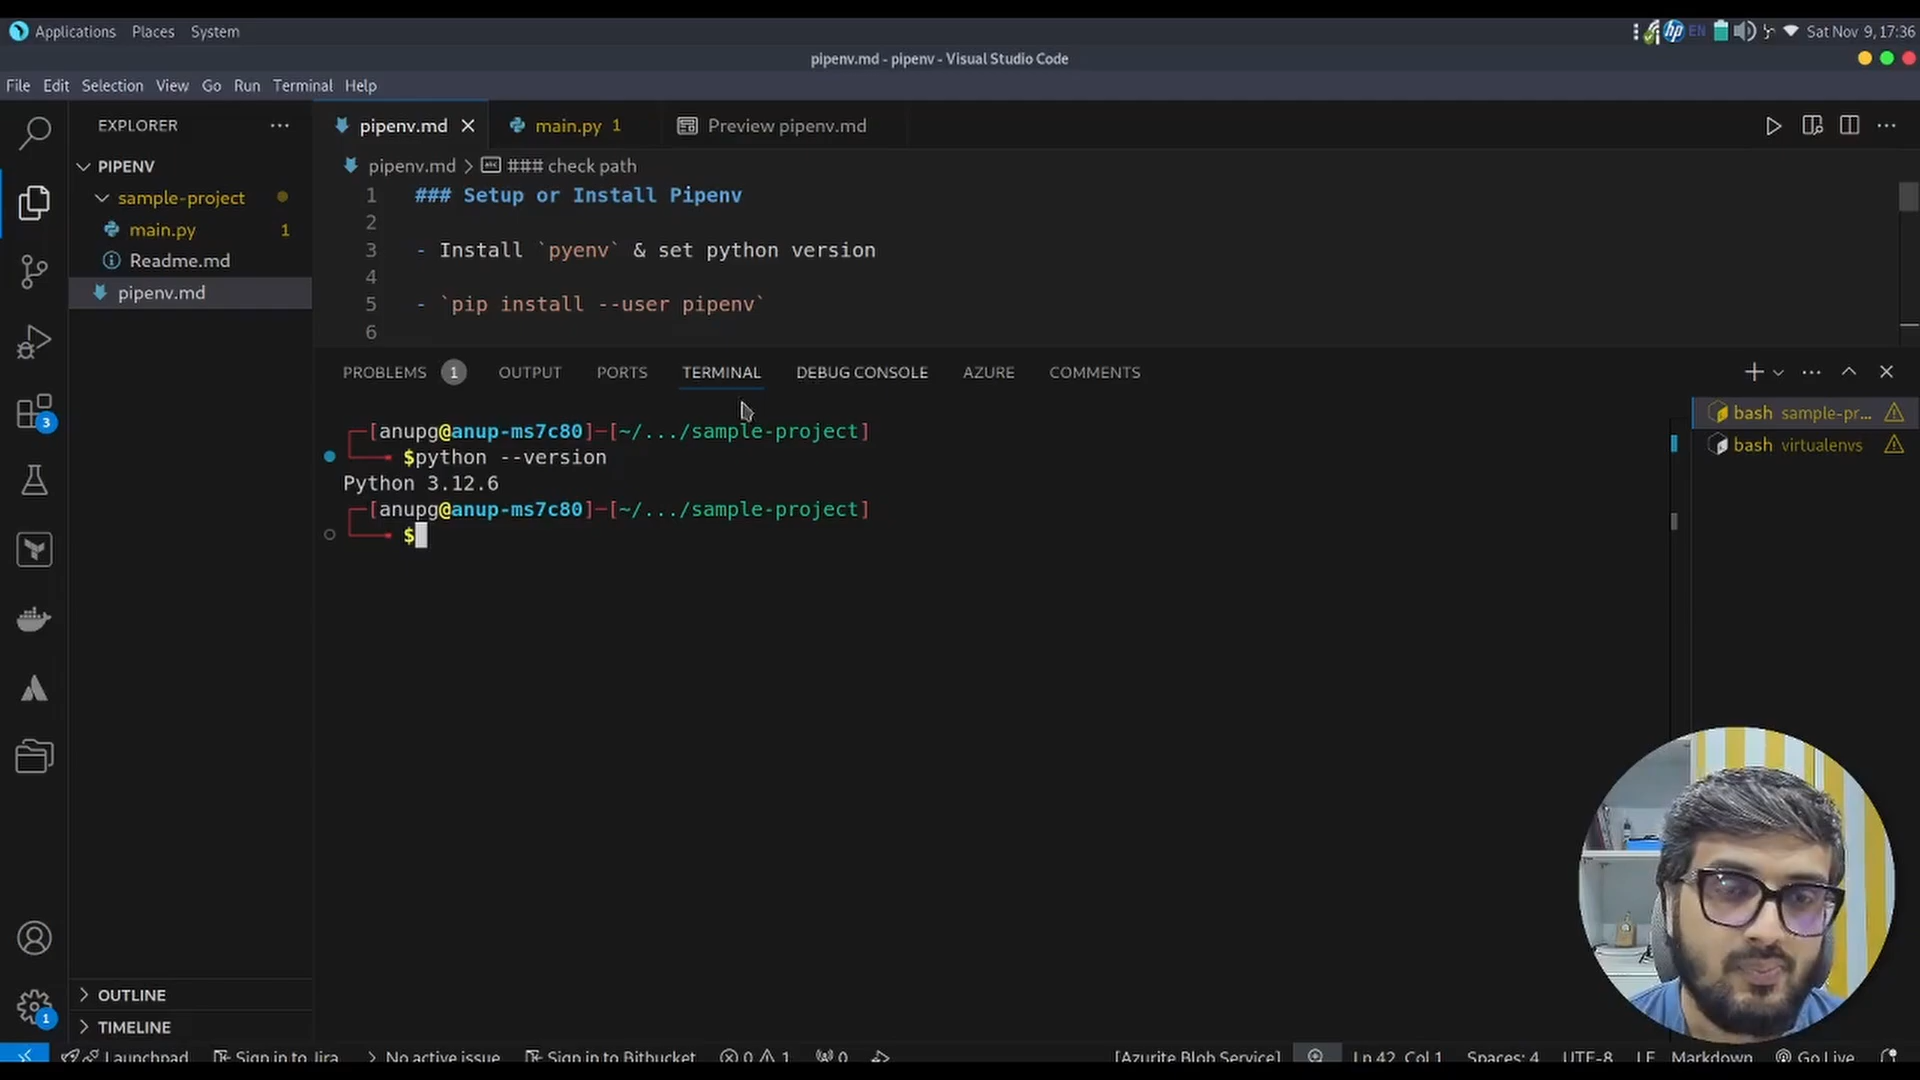 Applications Places System
hp EN Sat Nov 9, 17:36
pipenv.md - pipenv - Visual Studio Code
File Edit Selection View Go Run Terminal Help
EXPLORER
pipenv.md
main.py 1
Preview pipenv.md
PIPENV
sample-project
main.py 1
Readme.md
pipenv.md
pipenv.md > ### check path
1 ### Setup or Install Pipenv
2
3 - Install `pyenv` & set python version
4
5 - `pip install --user pipenv`
6
PROBLEMS 1 OUTPUT PORTS TERMINAL DEBUG CONSOLE AZURE COMMENTS
[anupg@anup-ms7c80]─[~/.../sample-project]
$python --version
Python 3.12.6
[anupg@anup-ms7c80]─[~/.../sample-project]
$
bash sample-pr...
bash virtualenvs
3
1
OUTLINE
TIMELINE
Launchpad Sign in to Jira No active issue Sign in to Bitbucket 0 1 0 [Azurite Blob Service] Ln 42, Col 1 Spaces: 4 UTF-8 LF Markdown Go Live